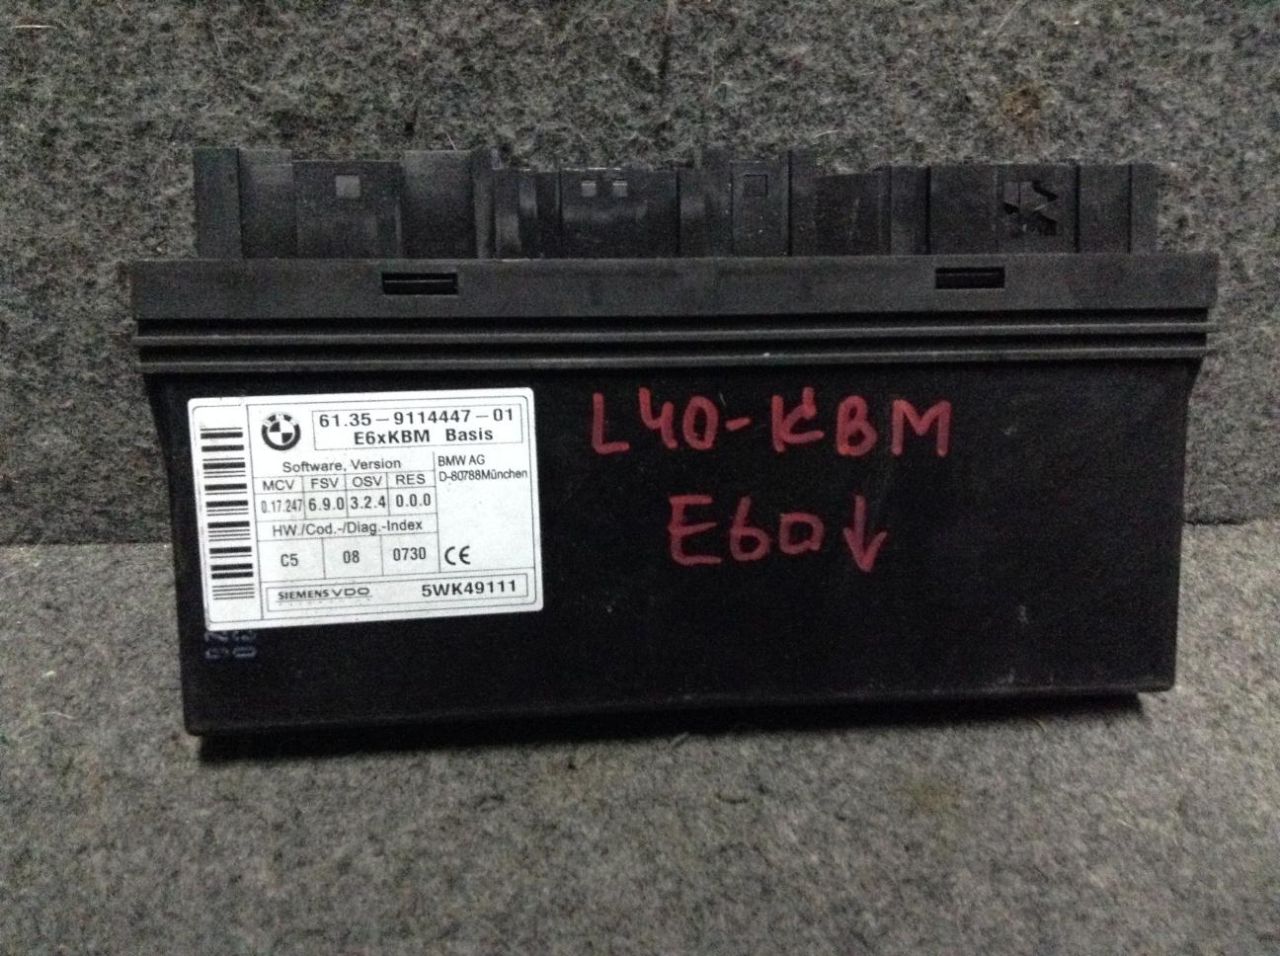 61.35-9114447-01
E6xKBM Basis
Software, Version
MCV FSV OSV RES
0.17.247 6.9.0 3.2.4 0.0.0
HW./Cod.-/Diag.-Index
C5 08 0730
BMW AG
D-80788München
CE
SIEMENS VDO
5WK49111
L40-KBM
E60↓